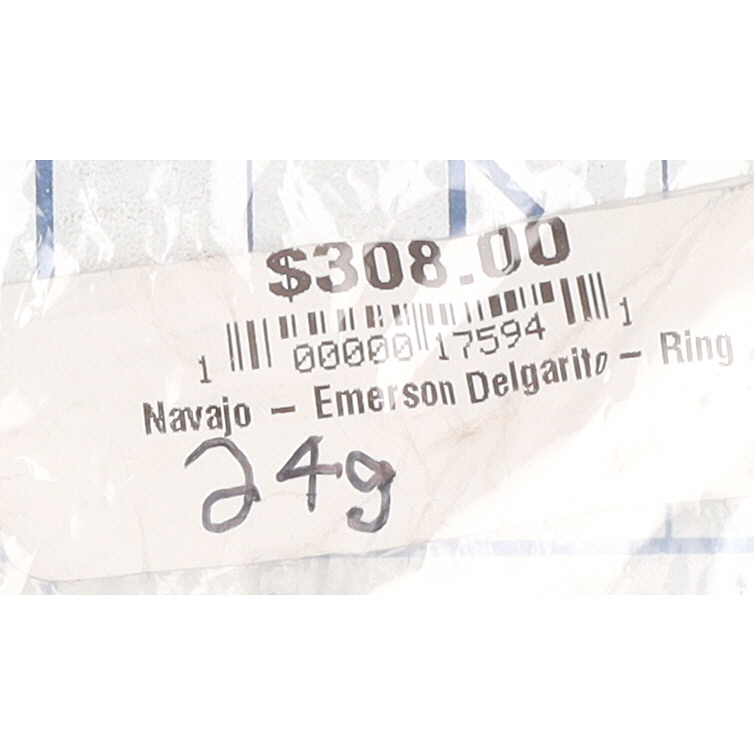 $308.00
1 00000 17594 1
Navajo – Emerson Delgarito – Ring
24g